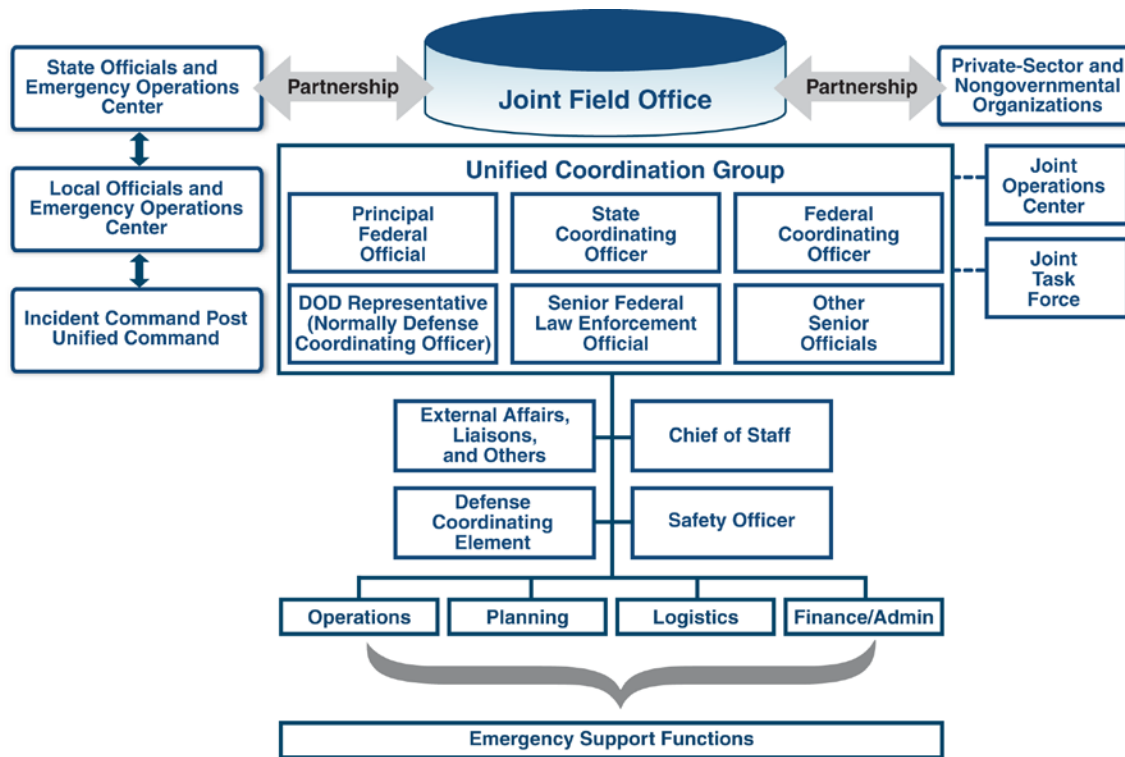 State Officials and
Emergency Operations
Center
Partnership
Joint Field Office
Partnership
Private-Sector and
Nongovernmental
Organizations
Local Officials and
Emergency Operations
Center
Incident Command Post
Unified Command
Unified Coordination Group
Principal
Federal
Official
State
Coordinating
Officer
Federal
Coordinating
Officer
DOD Representative
(Normally Defense
Coordinating Officer)
Senior Federal
Law Enforcement
Official
Other
Senior
Officials
Joint
Operations
Center
Joint
Task
Force
External Affairs,
Liaisons,
and Others
Chief of Staff
Defense
Coordinating
Element
Safety Officer
Operations
Planning
Logistics
Finance/Admin
Emergency Support Functions